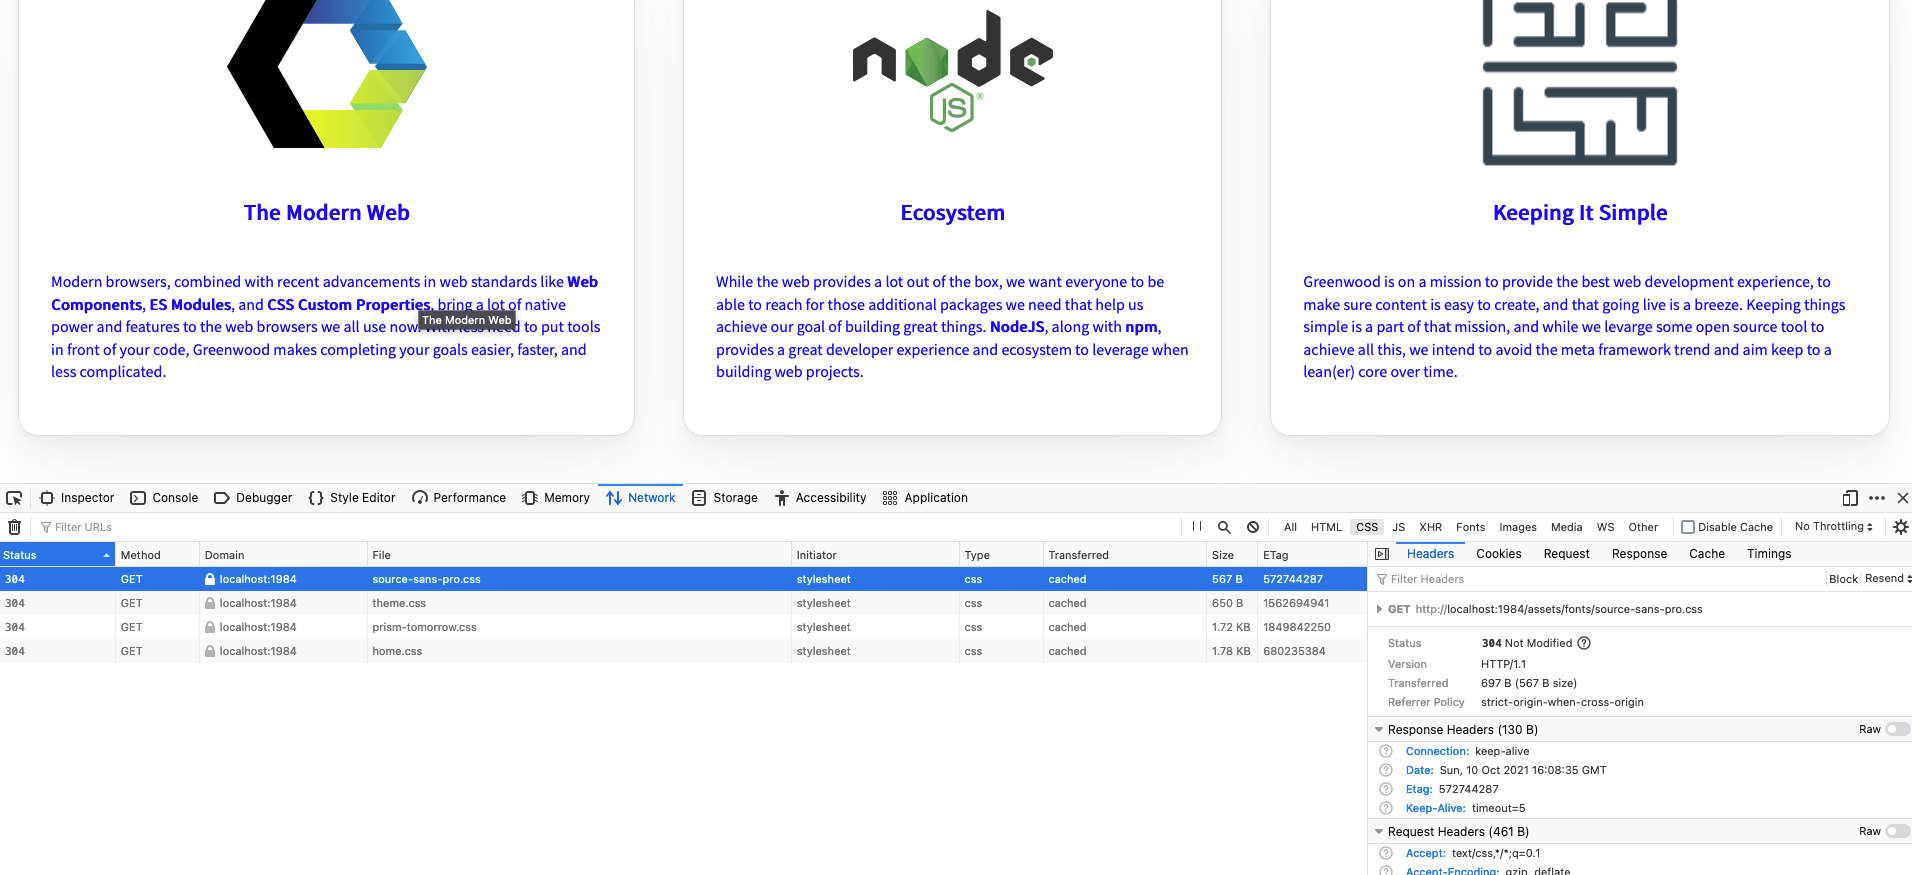 node
JS
The Modern Web
Modern browsers, combined with recent advancements in web standards like Web
Components, ES Modules, and CSS Custom Properties, bring a lot of native
power and features to the web browsers we all use now. With less need to put tools
in front of your code, Greenwood makes completing your goals easier, faster, and
less complicated.
The Modern Web
Ecosystem
While the web provides a lot out of the box, we want everyone to be
able to reach for those additional packages we need that help us
achieve our goal of building great things. NodeJS, along with npm,
provides a great developer experience and ecosystem to leverage when
building web projects.
Keeping It Simple
Greenwood is on a mission to provide the best web development experience, to
make sure content is easy to create, and that going live is a breeze. Keeping things
simple is a part of that mission, and while we levarge some open source tool to
achieve all this, we intend to avoid the meta framework trend and aim keep to a
lean(er) core over time.
Inspector Console Debugger Style Editor Performance Memory Network Storage Accessibility Application
Filter URLs All HTML CSS JS XHR Fonts Images Media WS Other Disable Cache No Throttling
Status Method Domain File Initiator Type Transferred Size ETag
304 GET localhost:1984 source-sans-pro.css stylesheet css cached 567 B 572744287
304 GET localhost:1984 theme.css stylesheet css cached 650 B 1562694941
304 GET localhost:1984 prism-tomorrow.css stylesheet css cached 1.72 KB 1849842250
304 GET localhost:1984 home.css stylesheet css cached 1.78 KB 680235384
Headers Cookies Request Response Cache Timings
Filter Headers Block Resend
GET http://localhost:1984/assets/fonts/source-sans-pro.css
Status 304 Not Modified
Version HTTP/1.1
Transferred 697 B (567 B size)
Referrer Policy strict-origin-when-cross-origin
Response Headers (130 B) Raw
Connection: keep-alive
Date: Sun, 10 Oct 2021 16:08:35 GMT
Etag: 572744287
Keep-Alive: timeout=5
Request Headers (461 B) Raw
Accept: text/css,*/*;q=0.1
Accept-Encoding: gzip, deflate